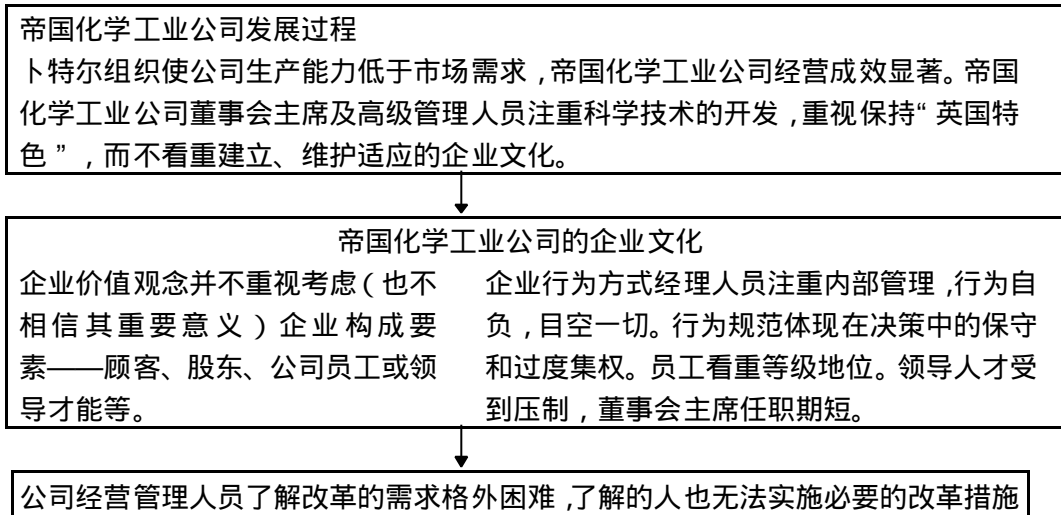 帝国化学工业公司发展过程
卜特尔组织使公司生产能力低于市场需求,帝国化学工业公司经营成效显著。帝国
化学工业公司董事会主席及高级管理人员注重科学技术的开发,重视保持“英国特
色”,而不看重建立、维护适应的企业文化。
帝国化学工业公司的企业文化
企业价值观念并不重视考虑(也不
相信其重要意义)企业构成要
素——顾客、股东、公司员工或领
导才能等。
企业行为方式经理人员注重内部管理,行为自
负,目空一切。行为规范体现在决策中的保守
和过度集权。员工看重等级地位。领导人才受
到压制,董事会主席任职期短。
公司经营管理人员了解改革的需求格外困难,了解的人也无法实施必要的改革措施